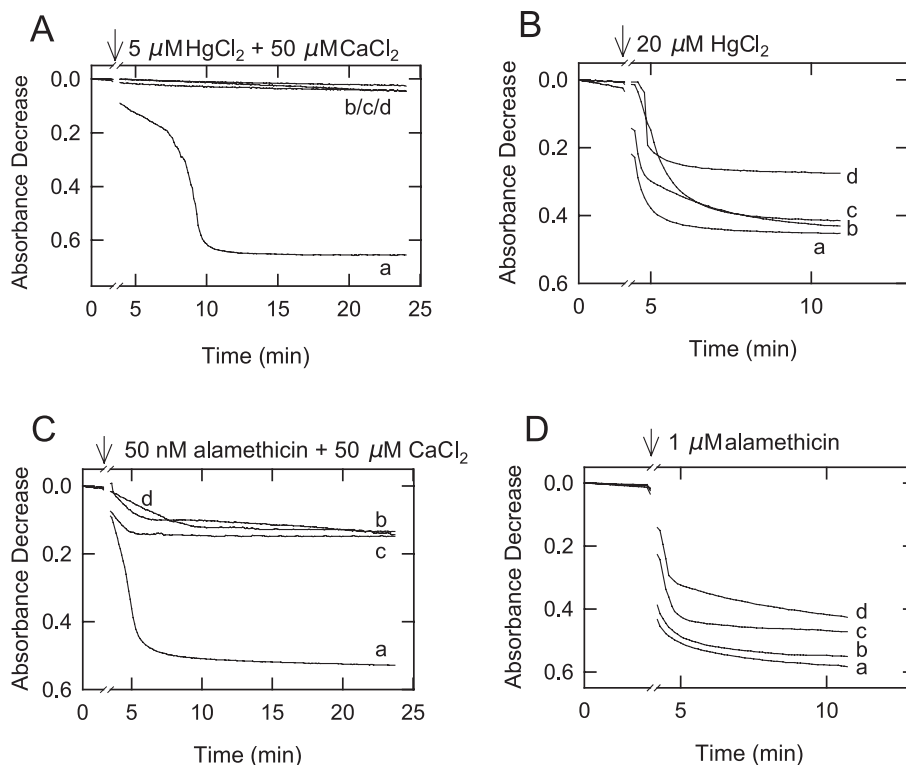 A
↓ 5 µM HgCl₂ + 50 µM CaCl₂
Absorbance Decrease
0.0
0.2
0.4
0.6
b/c/d
a
0 5 10 15 20 25
Time (min)
B
↓ 20 µM HgCl₂
Absorbance Decrease
0.0
0.2
0.4
0.6
d
c
b
a
0 5 10
Time (min)
C
↓ 50 nM alamethicin + 50 µM CaCl₂
Absorbance Decrease
0.0
0.2
0.4
0.6
d
b
c
a
0 5 10 15 20 25
Time (min)
D
↓ 1 µM alamethicin
Absorbance Decrease
0.0
0.2
0.4
0.6
d
c
b
a
0 5 10
Time (min)